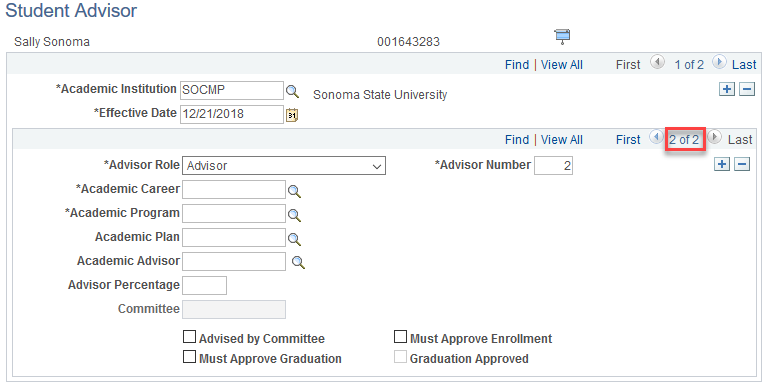 Student Advisor
Sally Sonoma 001643283
Find | View All First 1 of 2 Last
*Academic Institution SOCMP Sonoma State University
*Effective Date 12/21/2018 31
Find | View All First 2 of 2 Last
*Advisor Role Advisor *Advisor Number 2
*Academic Career
*Academic Program
Academic Plan
Academic Advisor
Advisor Percentage
Committee
Advised by Committee Must Approve Enrollment
Must Approve Graduation Graduation Approved